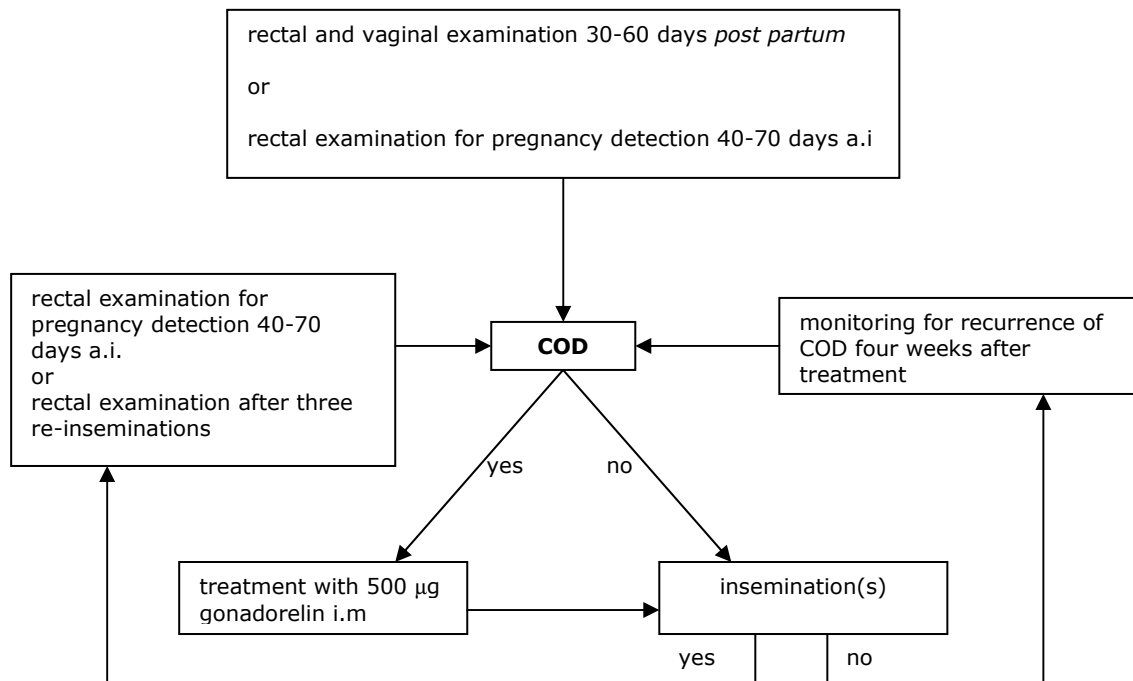 rectal and vaginal examination 30-60 days post partum
or
rectal examination for pregnancy detection 40-70 days a.i
rectal examination for
pregnancy detection 40-70
days a.i.
or
rectal examination after three
re-inseminations
COD
monitoring for recurrence of
COD four weeks after
treatment
yes
no
treatment with 500 µg
gonadorelin i.m
insemination(s)
yes
no